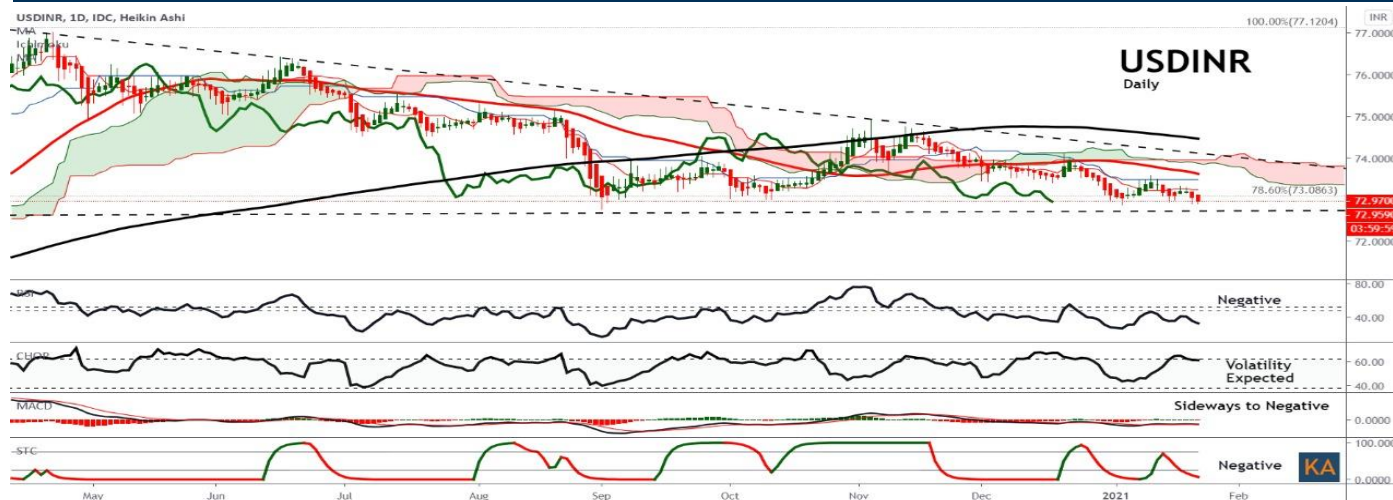 USDINR, 1D, IDC, Heikin Ashi
MA
Ichimoku
MA
INR
100.00%(77.1204)
77.0000
USDINR
Daily
76.0000
75.0000
74.0000
78.60%(73.0863)
72.9700
72.9590
03:59:59
72.0000
RSI
Negative
80.00
40.00
CHOP
Volatility
Expected
60.00
40.00
MACD
Sideways to Negative
0.0000
STC
Negative
KA
100.0000
0.0000
May
Jun
Jul
Aug
Sep
Oct
Nov
Dec
2021
Feb